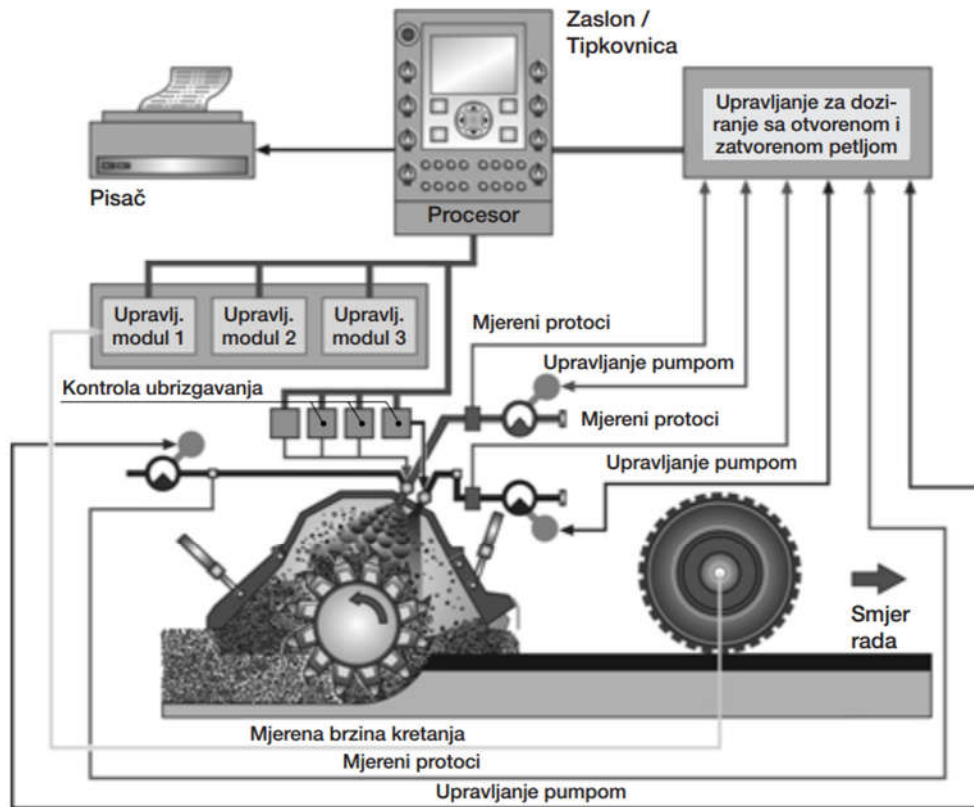 Zaslon /
Tipkovnica
Upravljanje za dozi-
ranje sa otvorenom i
zatvorenom petljom
Pisač
Procesor
Upravlj.
modul 1
Upravlj.
modul 2
Upravlj.
modul 3
Mjereni protoci
Upravljanje pumpom
Kontrola ubrizgavanja
Mjereni protoci
Upravljanje pumpom
Smjer
rada
Mjerena brzina kretanja
Mjereni protoci
Upravljanje pumpom